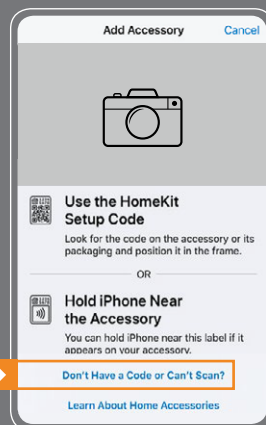 Add Accessory Cancel
Use the HomeKit
Setup Code
Look for the code on the accessory or its
packaging and position it in the frame.
OR
Hold iPhone Near
the Accessory
You can hold iPhone near this label if it
appears on your accessory.
Don't Have a Code or Can't Scan?
Learn About Home Accessories